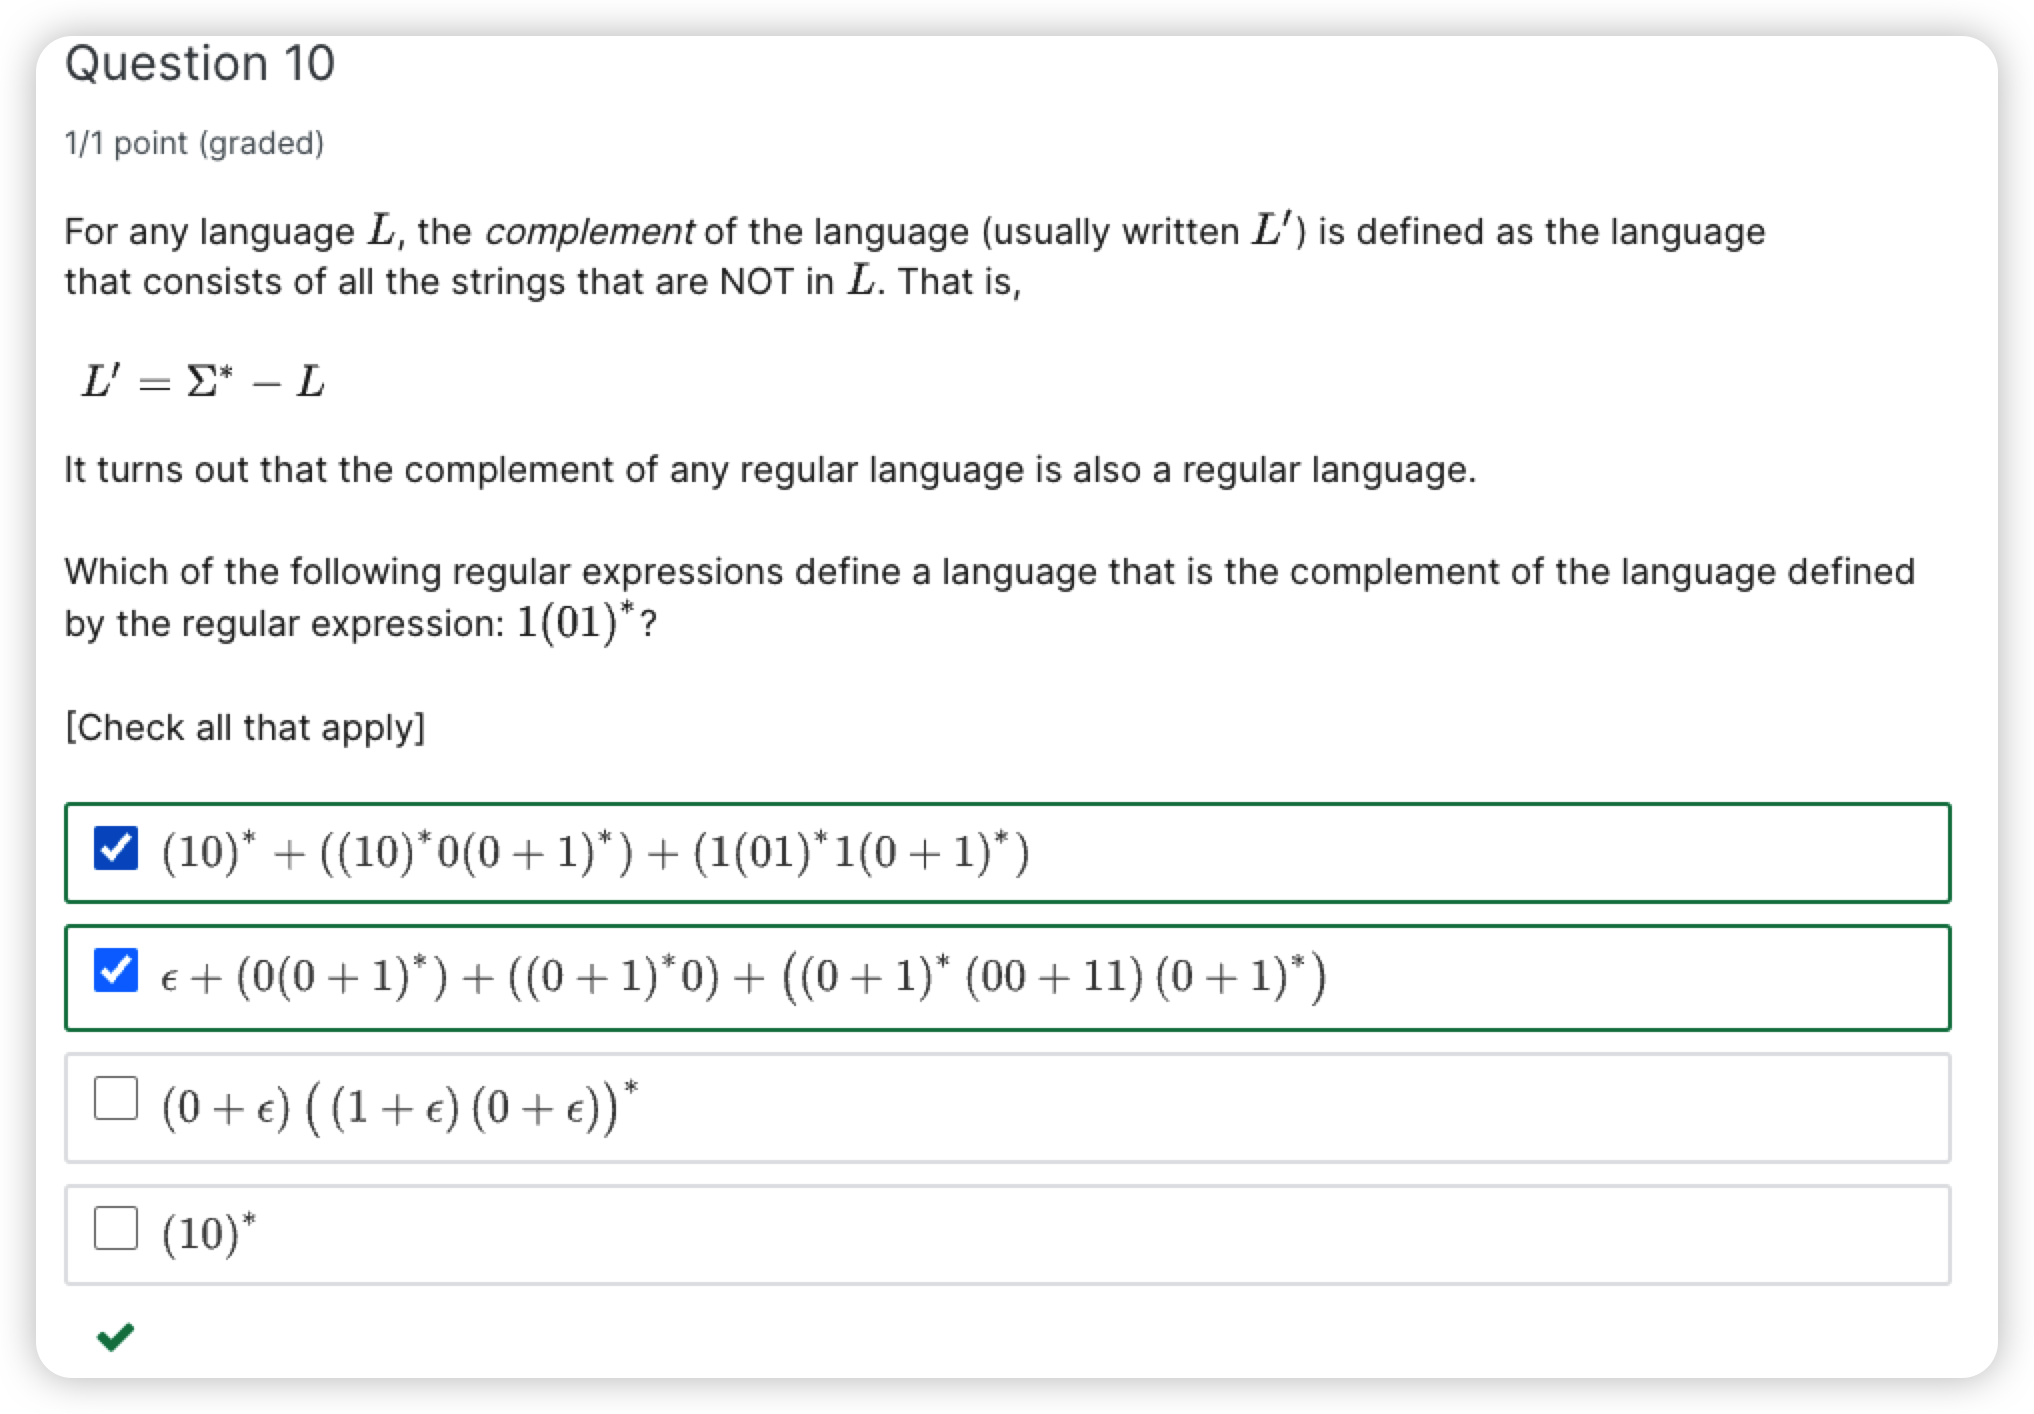 Question 10
1/1 point (graded)
For any language L, the complement of the language (usually written L′) is defined as the language
that consists of all the strings that are NOT in L. That is,
L′ = Σ* − L
It turns out that the complement of any regular language is also a regular language.
Which of the following regular expressions define a language that is the complement of the language defined
by the regular expression: 1(01)*?
[Check all that apply]
(10)* + ((10)*0(0 + 1)*) + (1(01)*1(0 + 1)*)
ϵ + (0(0 + 1)*) + ((0 + 1)*0) + ((0 + 1)* (00 + 11) (0 + 1)*)
(0 + ϵ) ((1 + ϵ) (0 + ϵ))*
(10)*